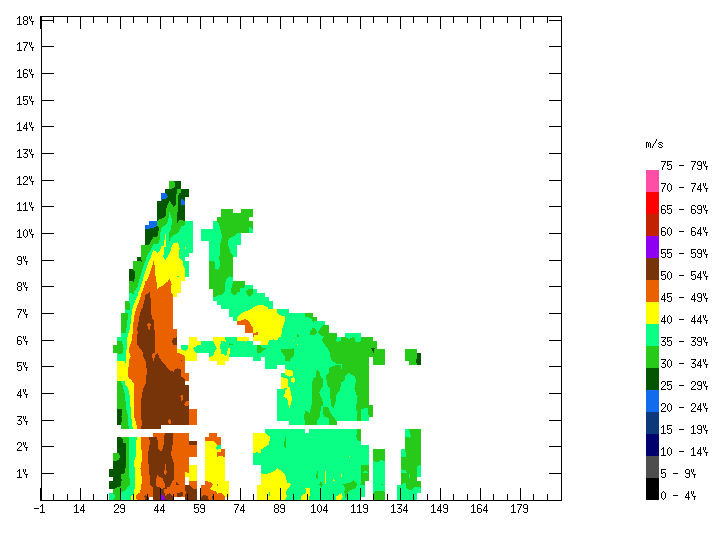 18%
17%
16%
15%
14%
13%
12%
11%
10%
9%
8%
7%
6%
5%
4%
3%
2%
1%
-1 14 29 44 59 74 89 104 119 134 149 164 179
m/s
75 - 79%
70 - 74%
65 - 69%
60 - 64%
55 - 59%
50 - 54%
45 - 49%
40 - 44%
35 - 39%
30 - 34%
25 - 29%
20 - 24%
15 - 19%
10 - 14%
5 - 9%
0 - 4%